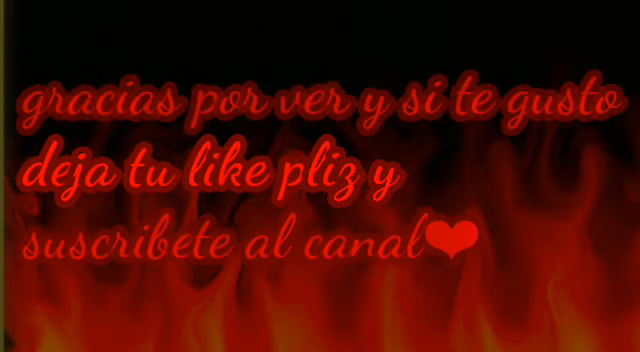 gracias por ver y si te gusto
deja tu like pliz y
suscribete al canal❤